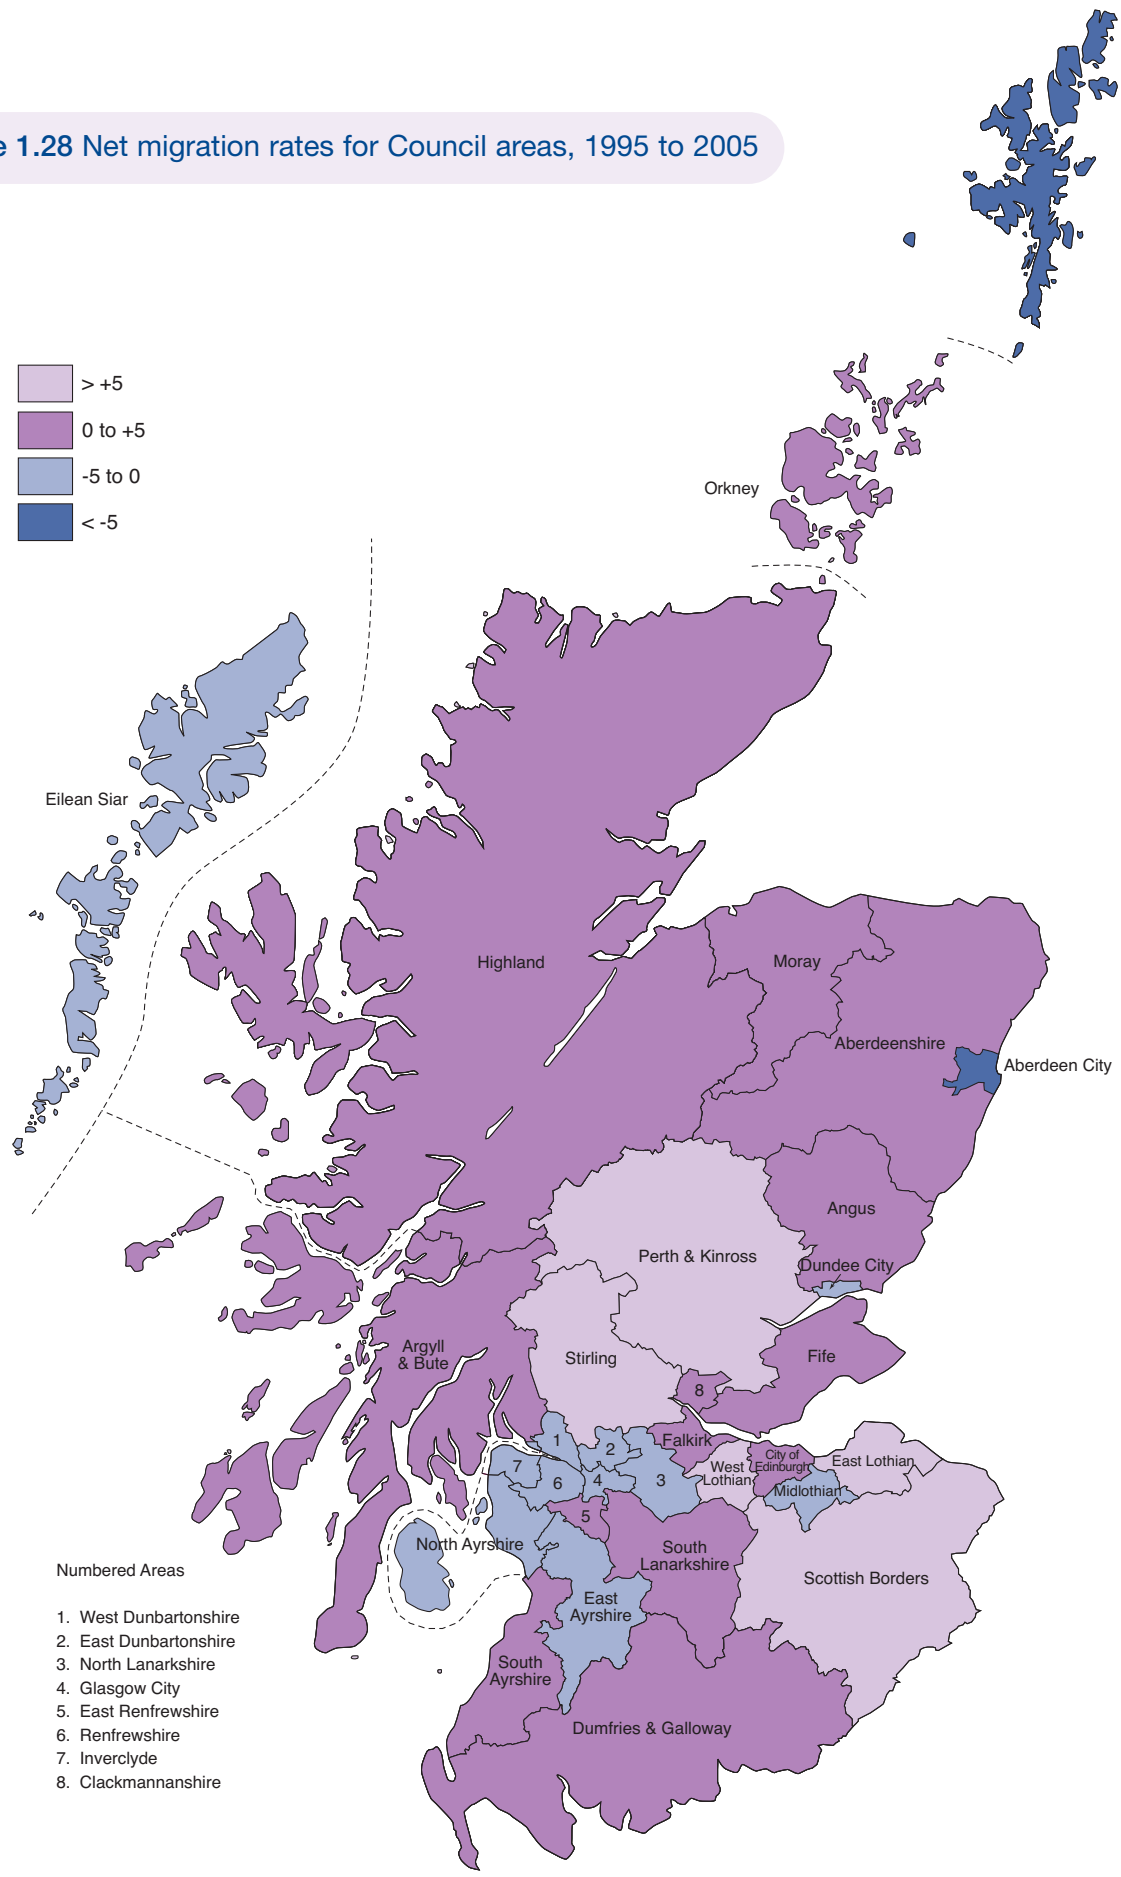 e 1.28 Net migration rates for Council areas, 1995 to 2005
> +5
0 to +5
-5 to 0
< -5
Orkney
Eilean Siar
Highland
Moray
Aberdeenshire
Aberdeen City
Angus
Perth & Kinross
Dundee City
Argyll
& Bute
Stirling
Fife
8
Falkirk
1
2
West
Lothian
City of
Edinburgh
East Lothian
7
6
4
3
Midlothian
5
North Ayrshire
South
Lanarkshire
Scottish Borders
East
Ayrshire
South
Ayrshire
Dumfries & Galloway
Numbered Areas
1. West Dunbartonshire
2. East Dunbartonshire
3. North Lanarkshire
4. Glasgow City
5. East Renfrewshire
6. Renfrewshire
7. Inverclyde
8. Clackmannanshire